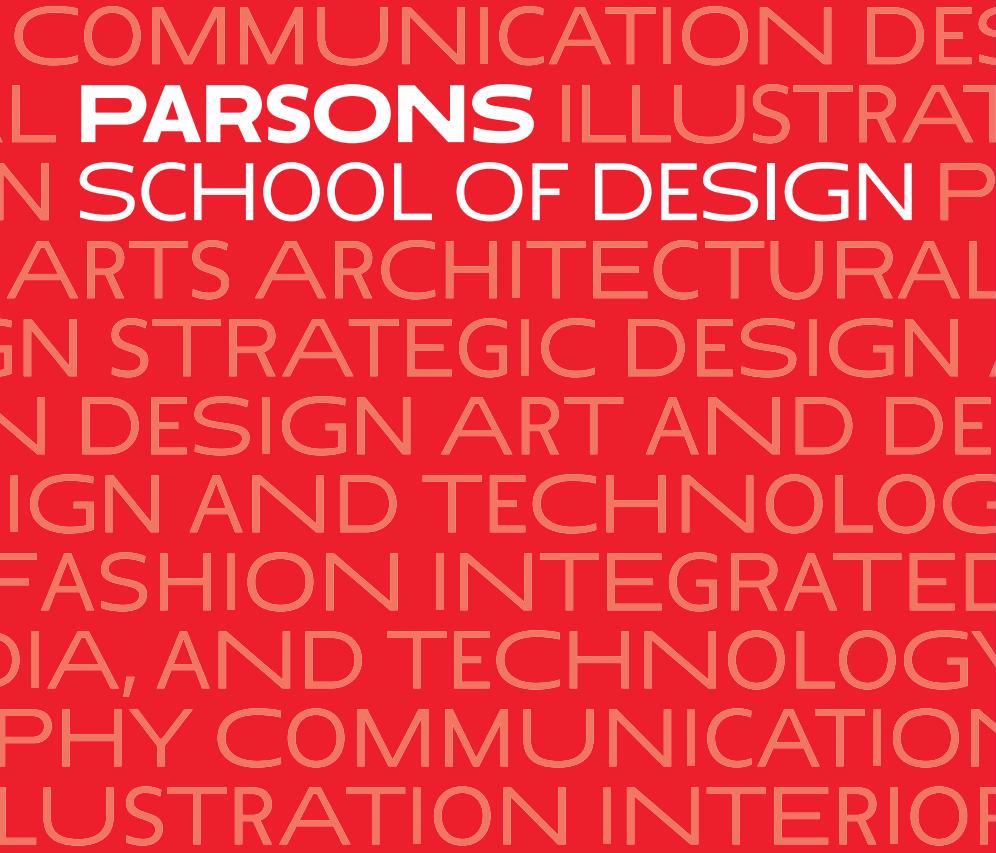 COMMUNICATION DES
AL PARSONS ILLUSTRAT
N SCHOOL OF DESIGN P
ARTS ARCHITECTURAL
GN STRATEGIC DESIGN A
N DESIGN ART AND DE
IGN AND TECHNOLOG
FASHION INTEGRATED
DIA, AND TECHNOLOGY
PHY COMMUNICATION
LUSTRATION INTERIOR